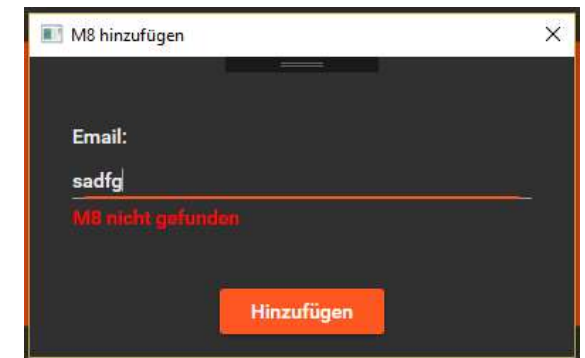 M8 hinzufügen
Email:
sadfg
M8 nicht gefunden
Hinzufügen